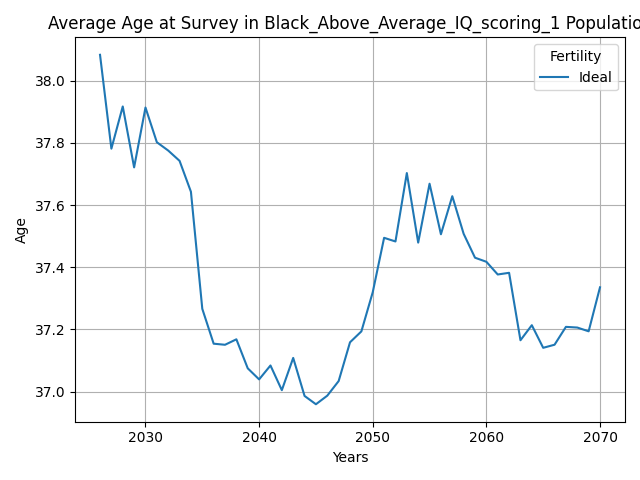 Average Age at Survey in Black_Above_Average_IQ_scoring_1 Populatio
Fertility
Ideal
Age
38.0
37.8
37.6
37.4
37.2
37.0
2030 2040 2050 2060 2070
Years